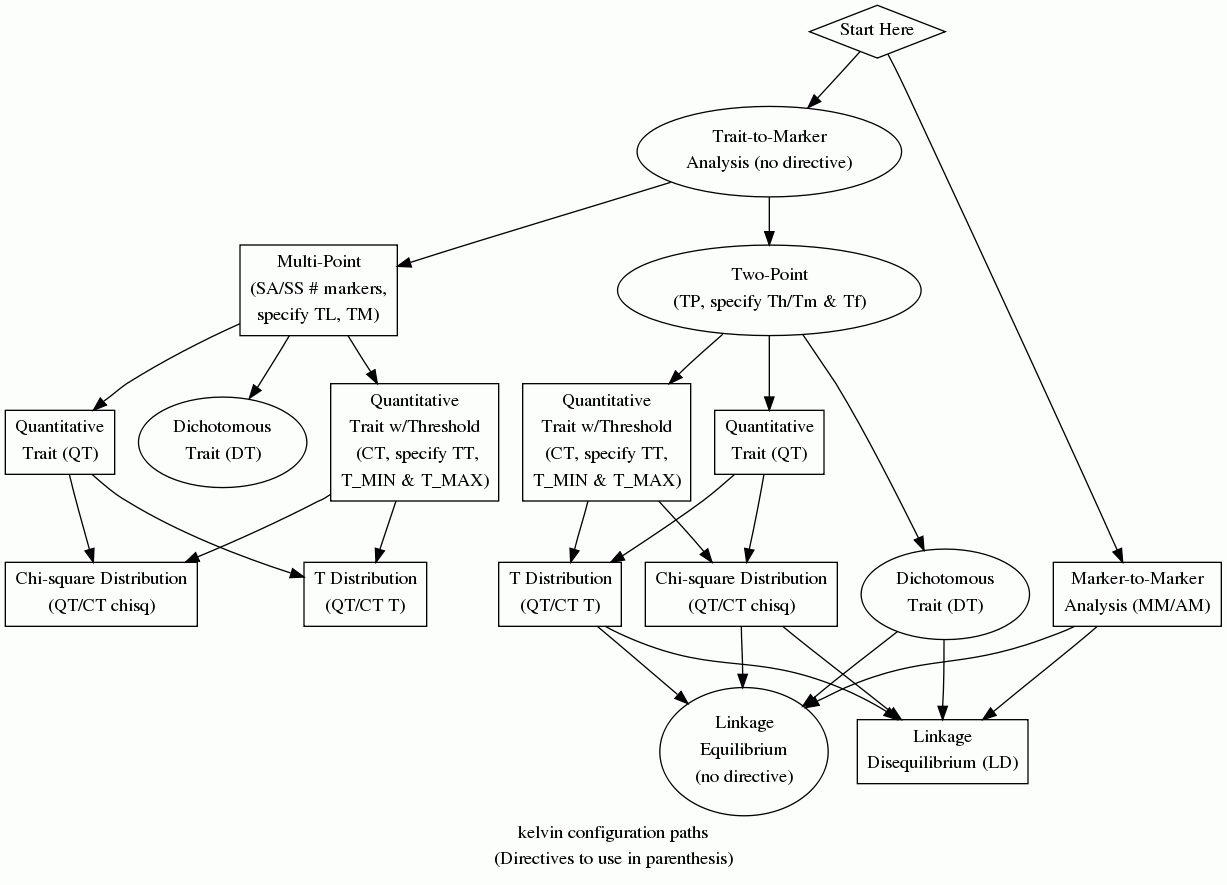 Start Here
Trait-to-Marker
Analysis (no directive)
Multi-Point
(SA/SS # markers,
specify TL, TM)
Two-Point
(TP, specify Th/Tm & Tf)
Quantitative
Trait (QT)
Dichotomous
Trait (DT)
Quantitative
Trait w/Threshold
(CT, specify TT,
T_MIN & T_MAX)
Quantitative
Trait w/Threshold
(CT, specify TT,
T_MIN & T_MAX)
Quantitative
Trait (QT)
Chi-square Distribution
(QT/CT chisq)
T Distribution
(QT/CT T)
T Distribution
(QT/CT T)
Chi-square Distribution
(QT/CT chisq)
Dichotomous
Trait (DT)
Marker-to-Marker
Analysis (MM/AM)
Linkage
Equilibrium
(no directive)
Linkage
Disequilibrium (LD)
kelvin configuration paths
(Directives to use in parenthesis)